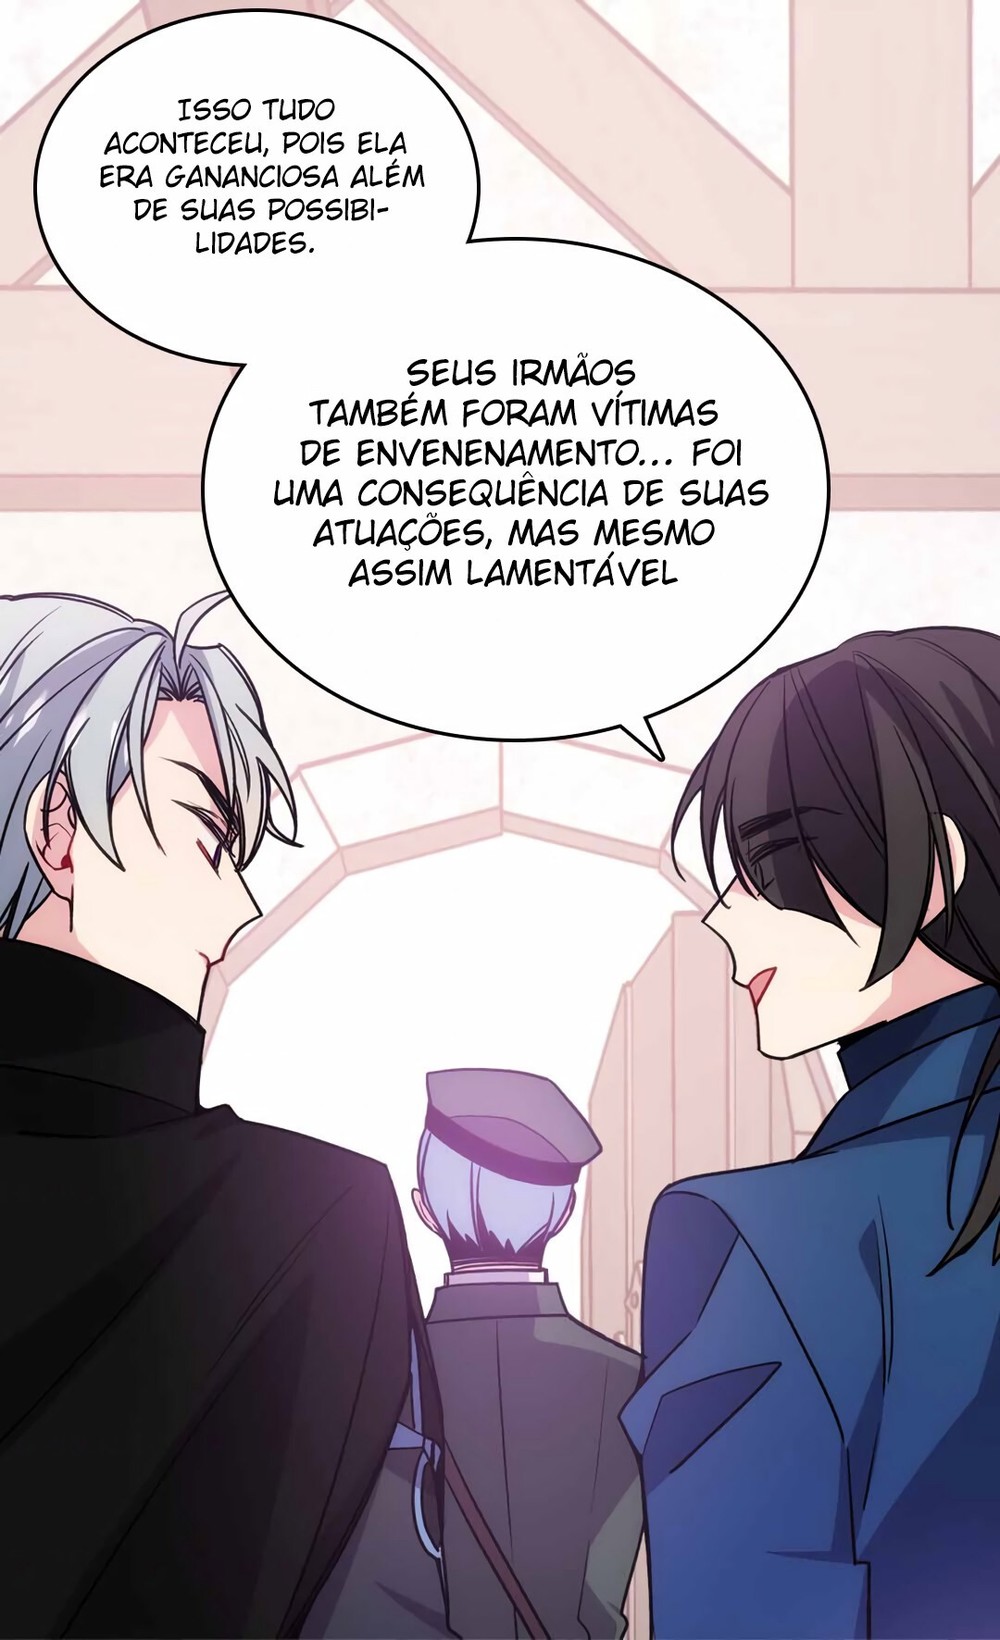 ISSO TUDO
ACONTECEU, POIS ELA
ERA GANANCIOSA ALÉM
DE SUAS POSSIBI-
LIDADES.
SEUS IRMÃOS
TAMBÉM FORAM VÍTIMAS
DE ENVENENAMENTO... FOI
UMA CONSEQUÊNCIA DE SUAS
ATUAÇÕES, MAS MESMO
ASSIM LAMENTÁVEL